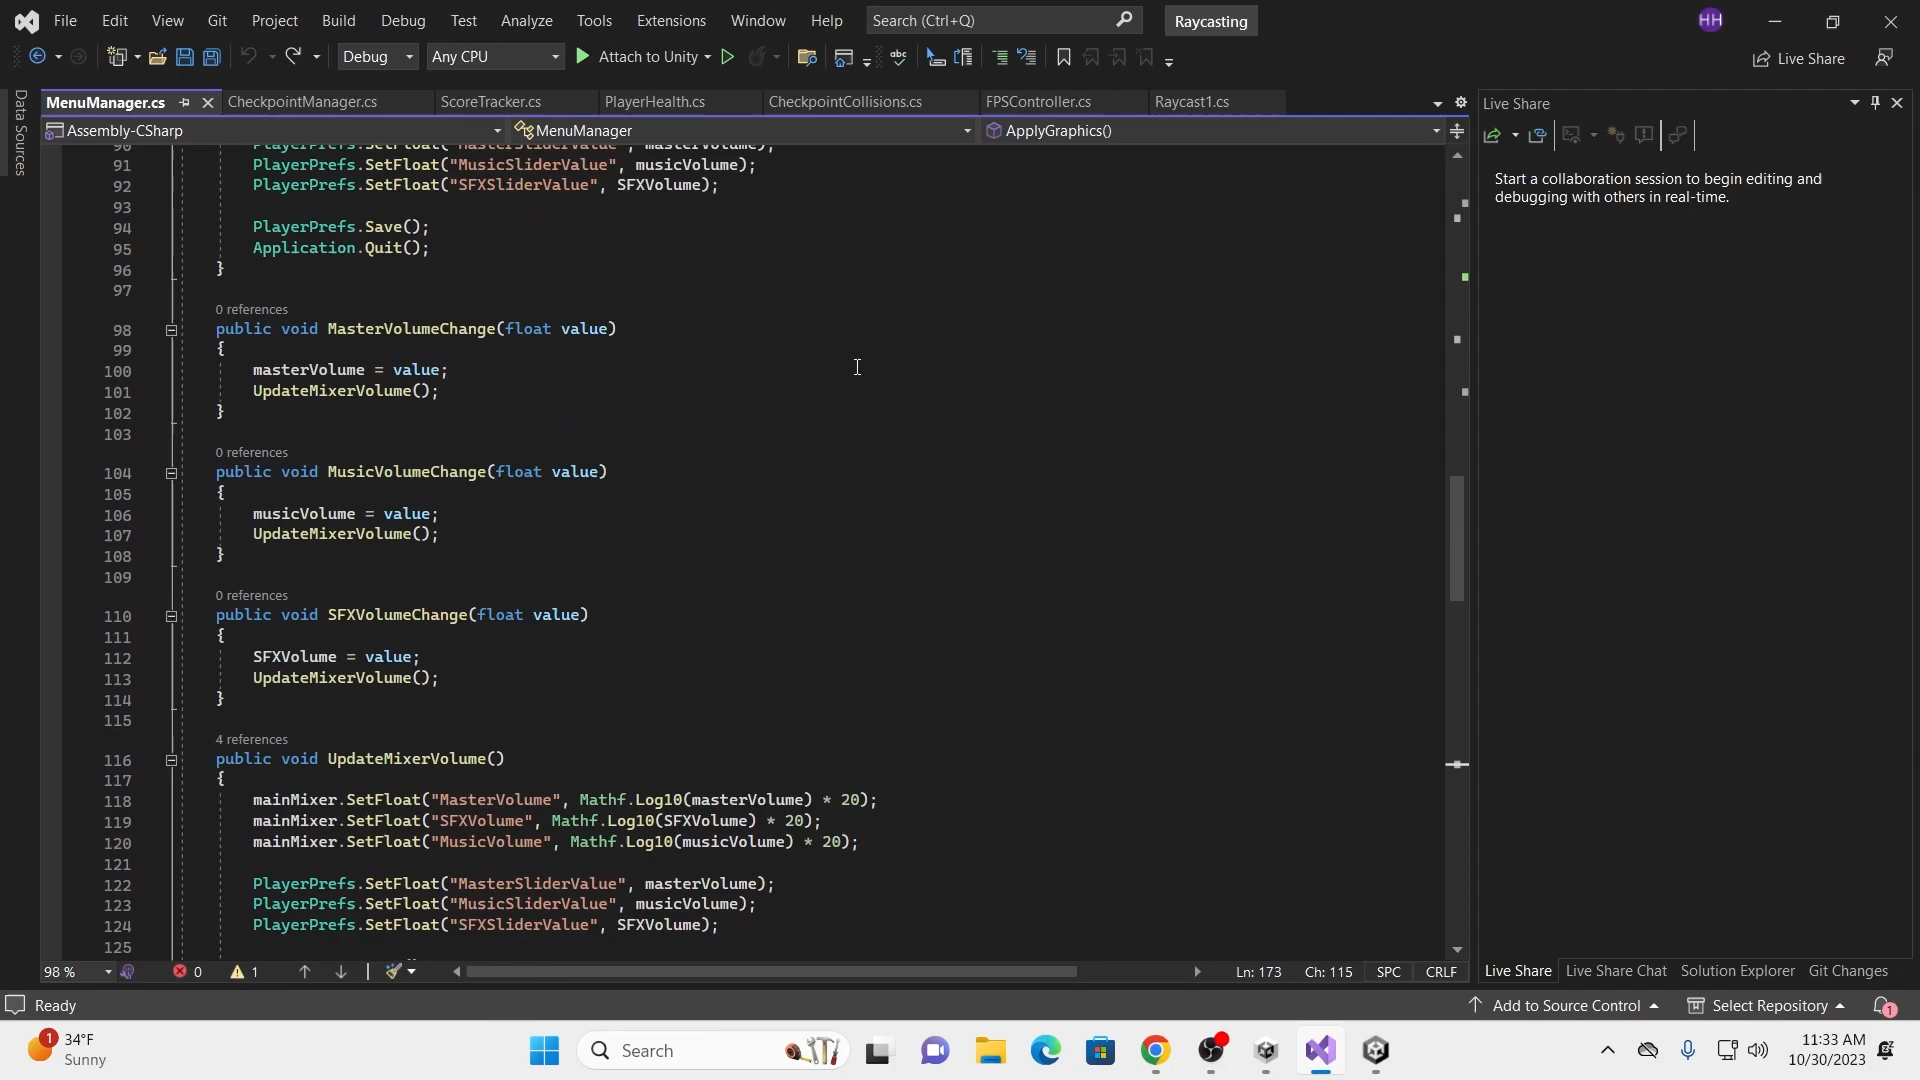 File Edit View Git Project Build Debug Test Analyze Tools Extensions Window Help Search (Ctrl+Q) Raycasting HH
Debug Any CPU Attach to Unity abc Live Share
Data Sources
MenuManager.cs CheckpointManager.cs ScoreTracker.cs PlayerHealth.cs CheckpointCollisions.cs FPSController.cs Raycast1.cs
Assembly-CSharp MenuManager ApplyGraphics()
90 PlayerPrefs.SetFloat("MasterSliderValue", masterVolume);
91 PlayerPrefs.SetFloat("MusicSliderValue", musicVolume);
92 PlayerPrefs.SetFloat("SFXSliderValue", SFXVolume);
93
94 PlayerPrefs.Save();
95 Application.Quit();
96 }
97
0 references
98 public void MasterVolumeChange(float value)
99 {
100 masterVolume = value;
101 UpdateMixerVolume();
102 }
103
0 references
104 public void MusicVolumeChange(float value)
105 {
106 musicVolume = value;
107 UpdateMixerVolume();
108 }
109
0 references
110 public void SFXVolumeChange(float value)
111 {
112 SFXVolume = value;
113 UpdateMixerVolume();
114 }
115
4 references
116 public void UpdateMixerVolume()
117 {
118 mainMixer.SetFloat("MasterVolume", Mathf.Log10(masterVolume) * 20);
119 mainMixer.SetFloat("SFXVolume", Mathf.Log10(SFXVolume) * 20);
120 mainMixer.SetFloat("MusicVolume", Mathf.Log10(musicVolume) * 20);
121
122 PlayerPrefs.SetFloat("MasterSliderValue", masterVolume);
123 PlayerPrefs.SetFloat("MusicSliderValue", musicVolume);
124 PlayerPrefs.SetFloat("SFXSliderValue", SFXVolume);
125
98 % 0 1 Ln: 173 Ch: 115 SPC CRLF
Live Share
Start a collaboration session to begin editing and
debugging with others in real-time.
Live Share Live Share Chat Solution Explorer Git Changes
Ready Add to Source Control Select Repository 1
1 34°F
Sunny
Search
11:33 AM
10/30/2023